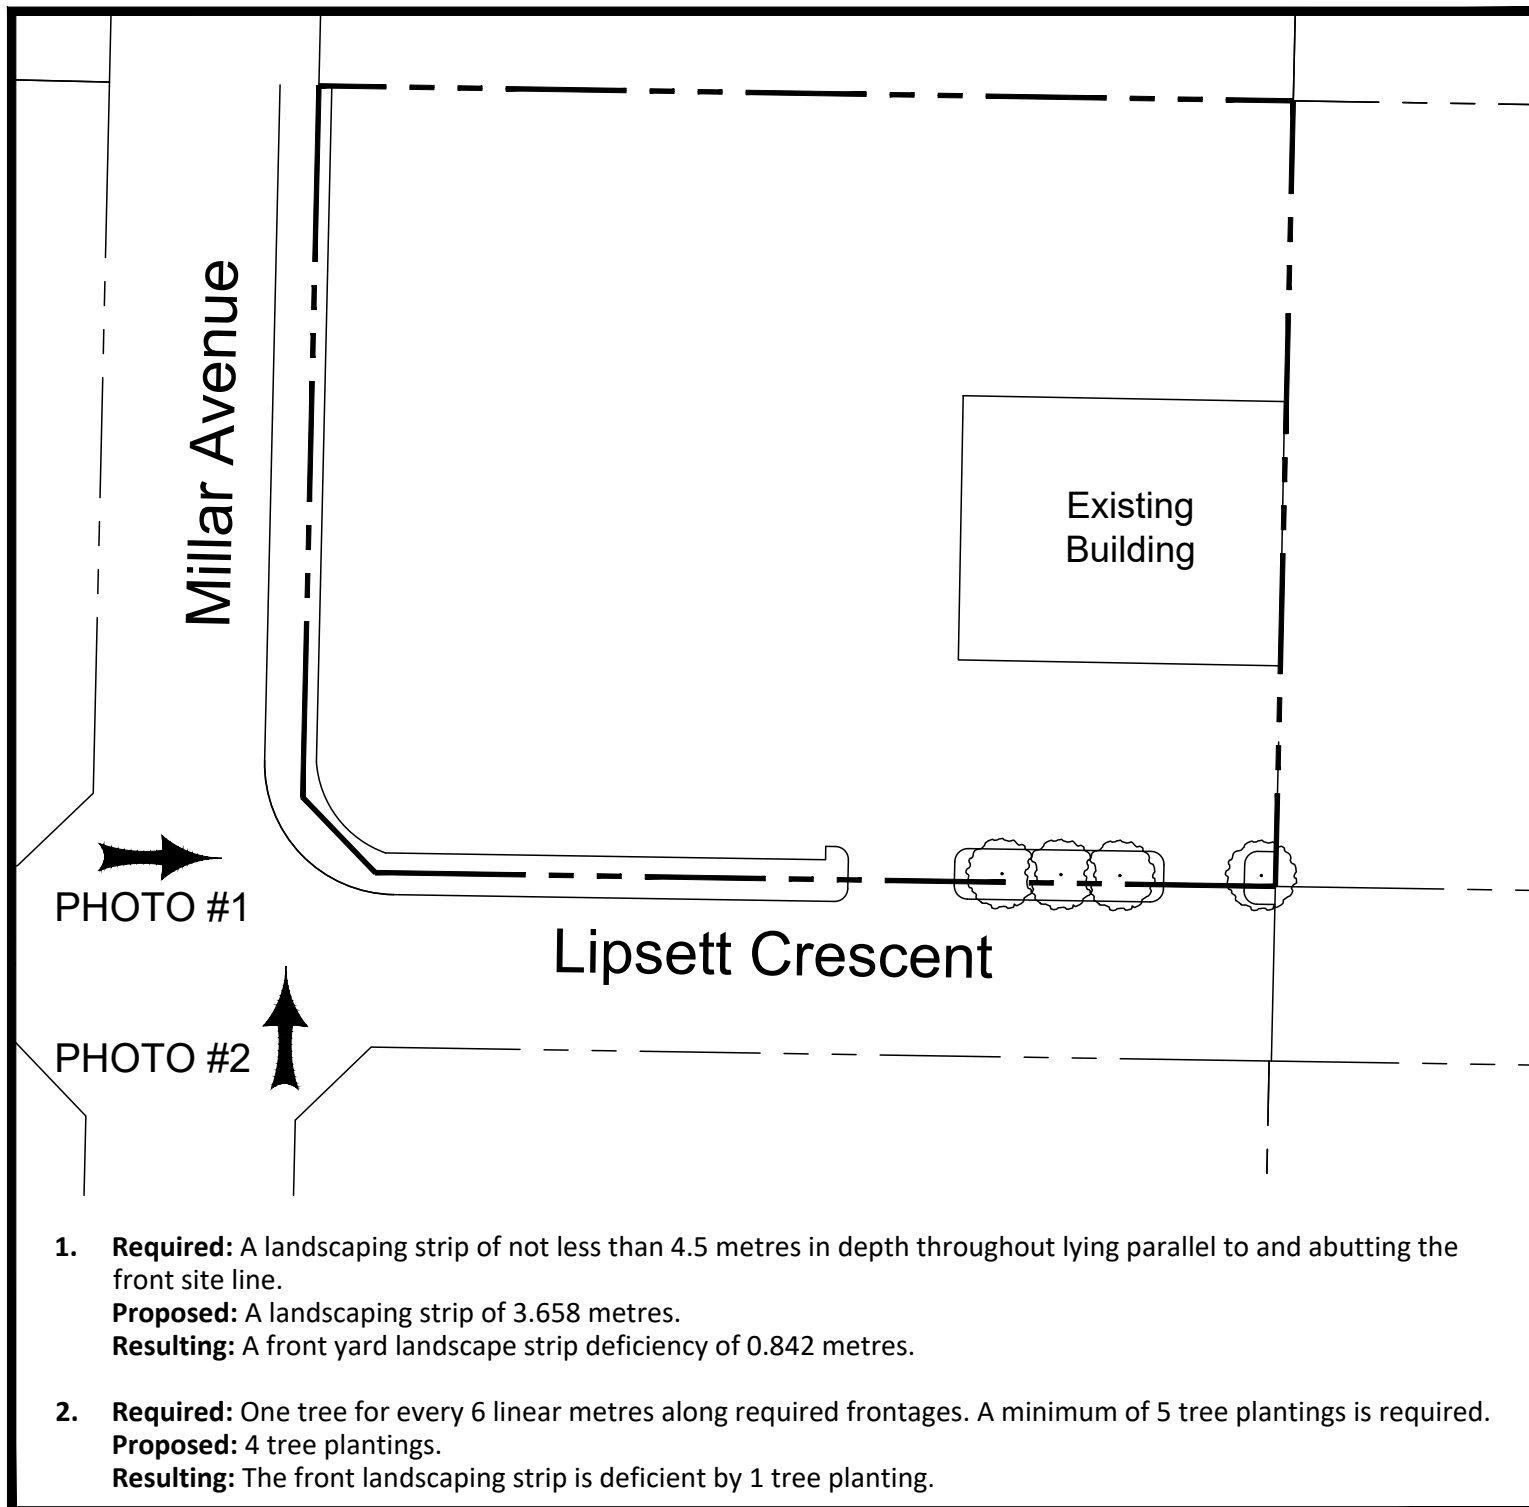 Millar Avenue
Existing
Building
PHOTO #1
Lipsett Crescent
PHOTO #2
1. Required: A landscaping strip of not less than 4.5 metres in depth throughout lying parallel to and abutting the
front site line.
Proposed: A landscaping strip of 3.658 metres.
Resulting: A front yard landscape strip deficiency of 0.842 metres.
2. Required: One tree for every 6 linear metres along required frontages. A minimum of 5 tree plantings is required.
Proposed: 4 tree plantings.
Resulting: The front landscaping strip is deficient by 1 tree planting.